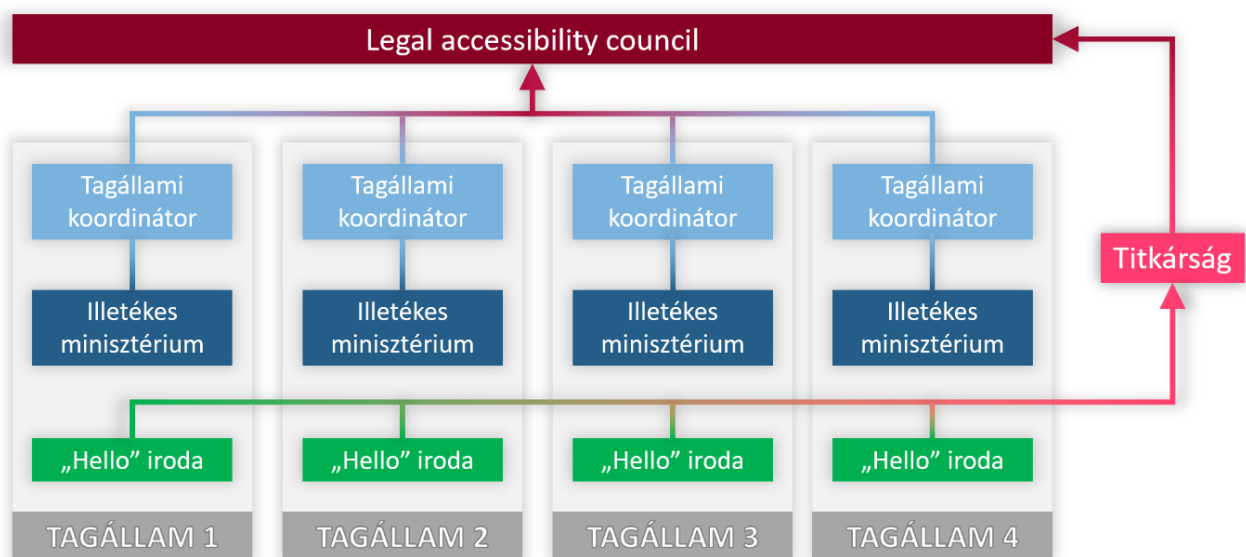 Legal accessibility council
Tagállami
koordinátor
Tagállami
koordinátor
Tagállami
koordinátor
Tagállami
koordinátor
Titkárság
Illetékes
minisztérium
Illetékes
minisztérium
Illetékes
minisztérium
Illetékes
minisztérium
„Hello” iroda
„Hello” iroda
„Hello” iroda
„Hello” iroda
TAGÁLLAM 1
TAGÁLLAM 2
TAGÁLLAM 3
TAGÁLLAM 4